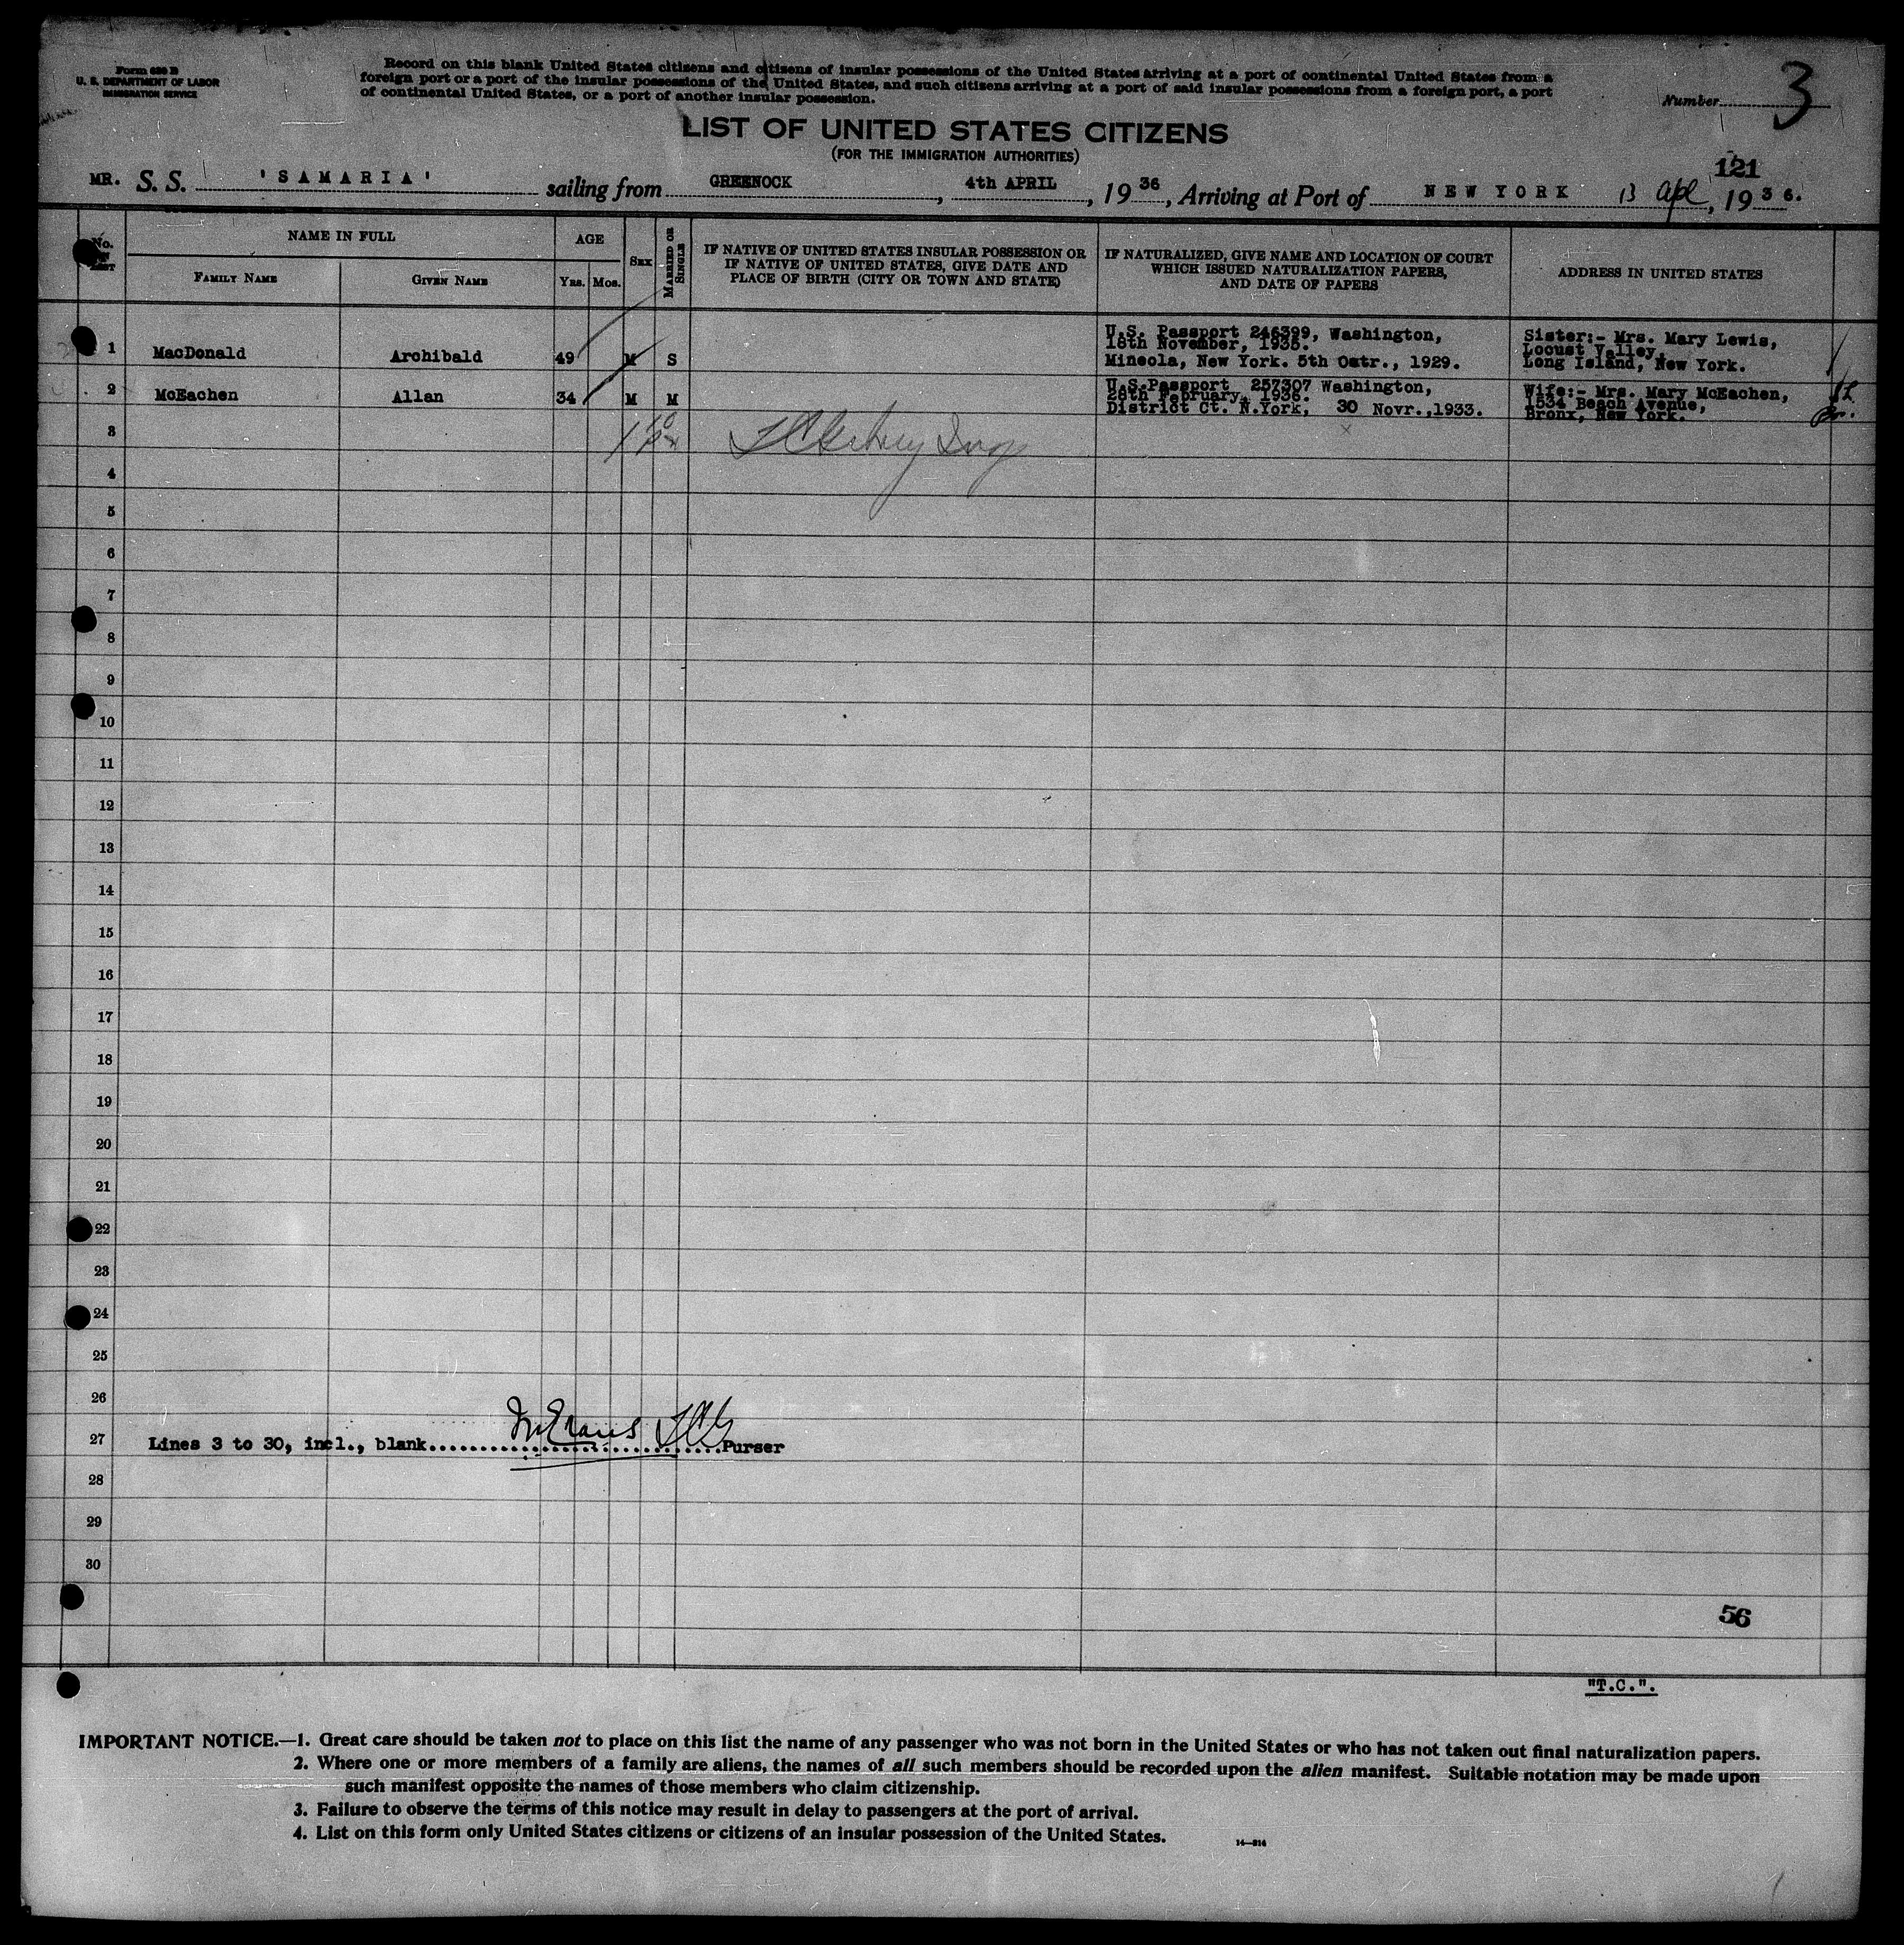 Form 630 B
U. S. DEPARTMENT OF LABOR
IMMIGRATION SERVICE
Record on this blank United States citizens and citizens of insular possessions of the United States arriving at a port of continental United States from a
foreign port or a port of the insular possessions of the United States, and such citizens arriving at a port of said insular possessions from a foreign port, a port
of continental United States, or a port of another insular possession.
Number 3
LIST OF UNITED STATES CITIZENS
(FOR THE IMMIGRATION AUTHORITIES)
121
MR. S. S. 'SAMARIA' sailing from GREENOCK, 4th APRIL, 1936, Arriving at Port of NEW YORK 13 Apl, 1936.
No. ON LIST
NAME IN FULL
FAMILY NAME
GIVEN NAME
AGE
YRS. MOS.
SEX
MARRIED OR SINGLE
IF NATIVE OF UNITED STATES INSULAR POSSESSION OR
IF NATIVE OF UNITED STATES, GIVE DATE AND
PLACE OF BIRTH (CITY OR TOWN AND STATE)
IF NATURALIZED, GIVE NAME AND LOCATION OF COURT
WHICH ISSUED NATURALIZATION PAPERS,
AND DATE OF PAPERS
ADDRESS IN UNITED STATES
1 MacDonald Archibald 49 M S
U.S. Passport 246399, Washington,
18th November, 1935.
Mineola, New York. 5th Octr., 1929.
Sister:- Mrs. Mary Lewis,
Locust Valley,
Long Island, New York.
2 McEachen Allan 34 M M
U.S.Passport 257307 Washington,
28th February, 1936.
District Ct. N.York, 30 Novr.,1933.
Wife:- Mrs. Mary McEachen,
1534 Beach Avenue,
Bronx, New York.
3
4
5
6
7
8
9
10
11
12
13
14
15
16
17
18
19
20
21
22
23
24
25
26
27 Lines 3 to 30, incl., blank Purser
28
29
30
56
"T.C.".
IMPORTANT NOTICE.—1. Great care should be taken not to place on this list the name of any passenger who was not born in the United States or who has not taken out final naturalization papers.
2. Where one or more members of a family are aliens, the names of all such members should be recorded upon the alien manifest. Suitable notation may be made upon
such manifest opposite the names of those members who claim citizenship.
3. Failure to observe the terms of this notice may result in delay to passengers at the port of arrival.
4. List on this form only United States citizens or citizens of an insular possession of the United States.
14—814